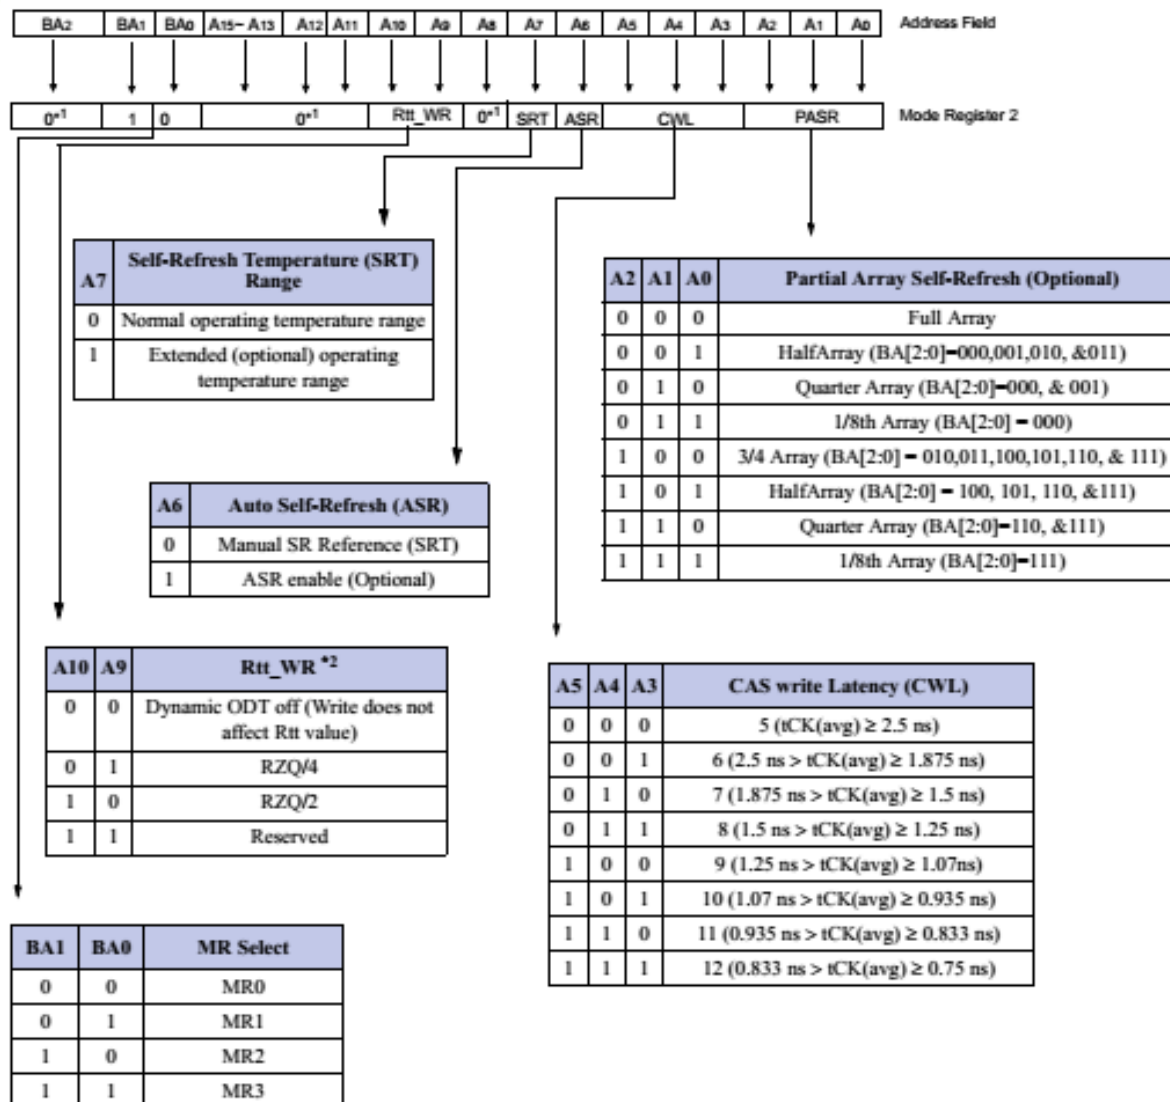 BA2 BA1 BA0 A15~ A13 A12 A11 A10 A9 A8 A7 A6 A5 A4 A3 A2 A1 A0 Address Field
0*1 1 0 0*1 Rtt_WR 0*1 SRT ASR CWL PASR Mode Register 2
A7 Self-Refresh Temperature (SRT)
Range
0 Normal operating temperature range
1 Extended (optional) operating
temperature range
A2 A1 A0 Partial Array Self-Refresh (Optional)
0 0 0 Full Array
0 0 1 HalfArray (BA[2:0]=000,001,010, &011)
0 1 0 Quarter Array (BA[2:0]=000, & 001)
0 1 1 1/8th Array (BA[2:0] = 000)
1 0 0 3/4 Array (BA[2:0] = 010,011,100,101,110, & 111)
1 0 1 HalfArray (BA[2:0] = 100, 101, 110, &111)
1 1 0 Quarter Array (BA[2:0]=110, &111)
1 1 1 1/8th Array (BA[2:0]=111)
A6 Auto Self-Refresh (ASR)
0 Manual SR Reference (SRT)
1 ASR enable (Optional)
A10 A9 Rtt_WR *2
0 0 Dynamic ODT off (Write does not
affect Rtt value)
0 1 RZQ/4
1 0 RZQ/2
1 1 Reserved
A5 A4 A3 CAS write Latency (CWL)
0 0 0 5 (tCK(avg) ≥ 2.5 ns)
0 0 1 6 (2.5 ns > tCK(avg) ≥ 1.875 ns)
0 1 0 7 (1.875 ns > tCK(avg) ≥ 1.5 ns)
0 1 1 8 (1.5 ns > tCK(avg) ≥ 1.25 ns)
1 0 0 9 (1.25 ns > tCK(avg) ≥ 1.07ns)
1 0 1 10 (1.07 ns > tCK(avg) ≥ 0.935 ns)
1 1 0 11 (0.935 ns > tCK(avg) ≥ 0.833 ns)
1 1 1 12 (0.833 ns > tCK(avg) ≥ 0.75 ns)
BA1 BA0 MR Select
0 0 MR0
0 1 MR1
1 0 MR2
1 1 MR3